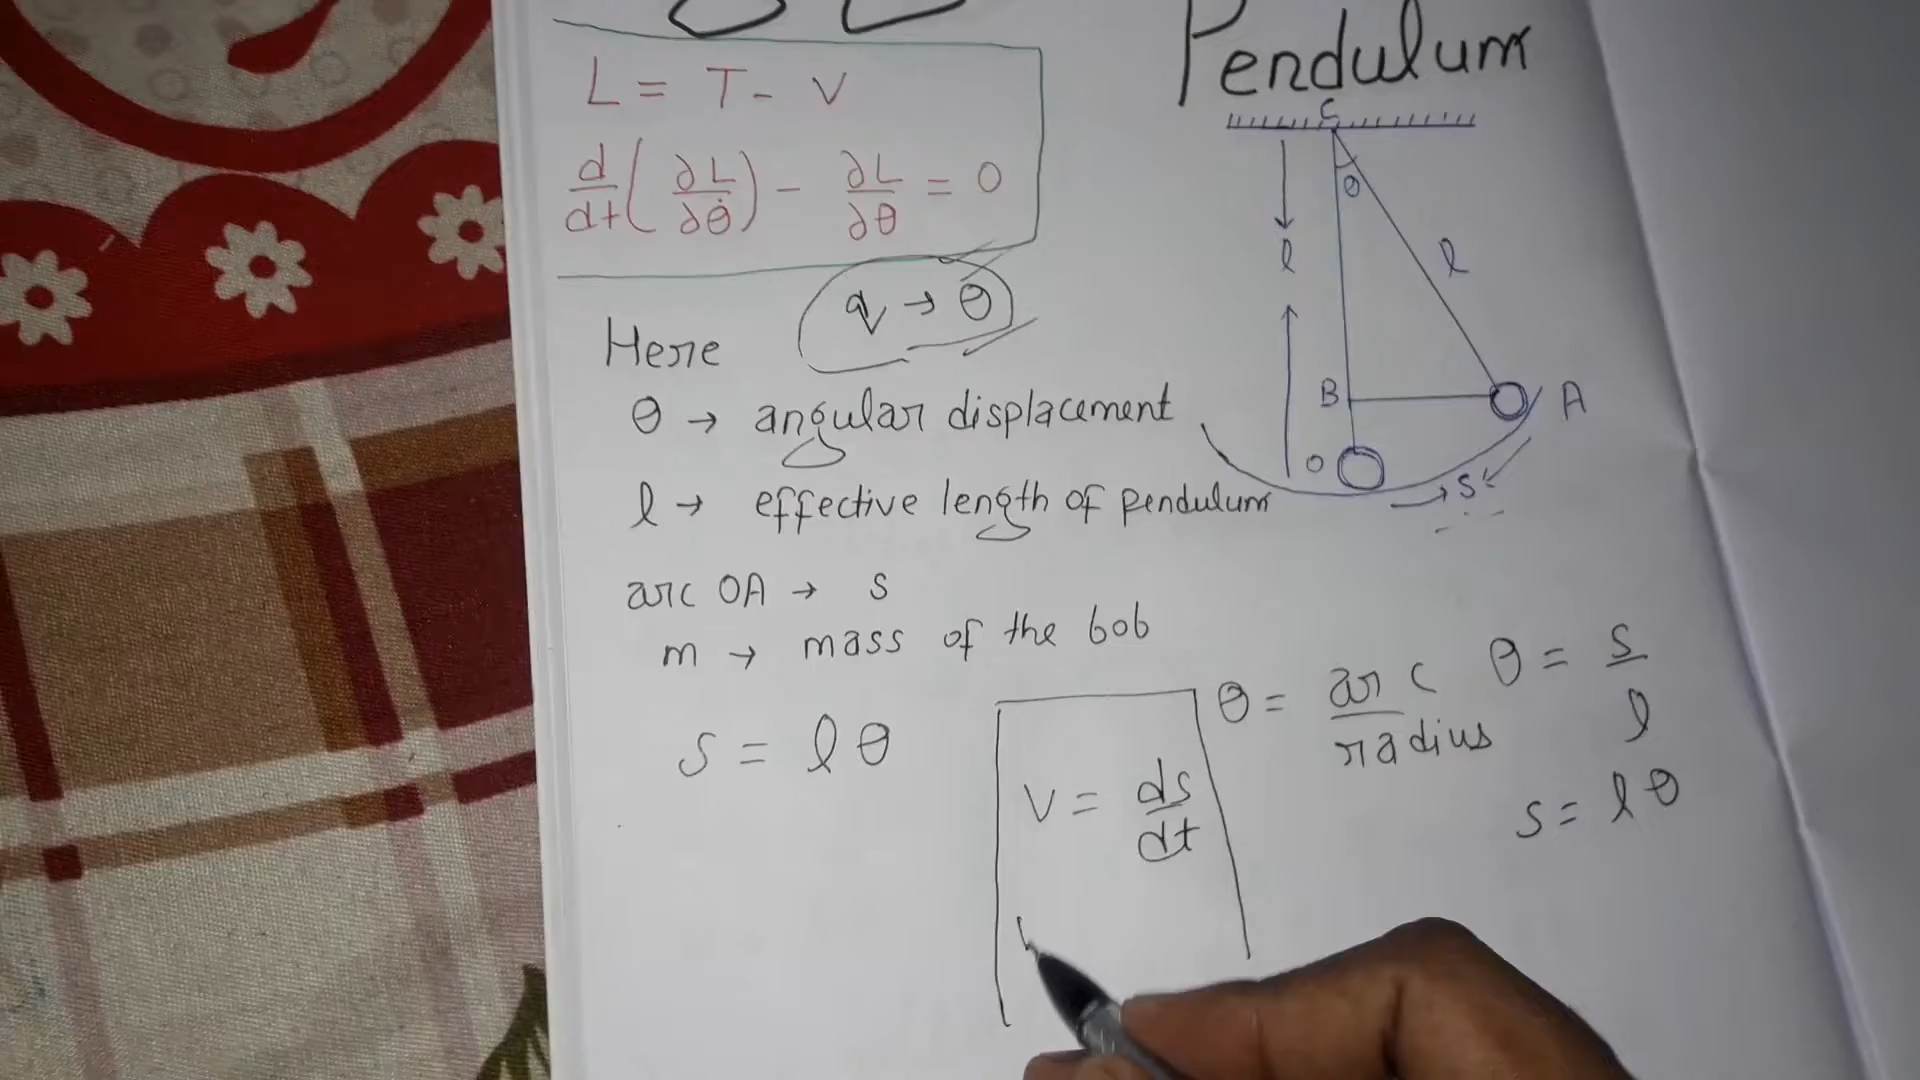 Pendulum
L = T - V
d/dt (∂L/∂θ̇) - ∂L/∂θ = 0
q → θ
Here
θ → angular displacement
l → effective length of pendulum
arc OA → s
m → mass of the bob
s = lθ
v = ds/dt
θ = arc/radius
θ = s/l
s = lθ
C
θ
l
l
B
A
O
s